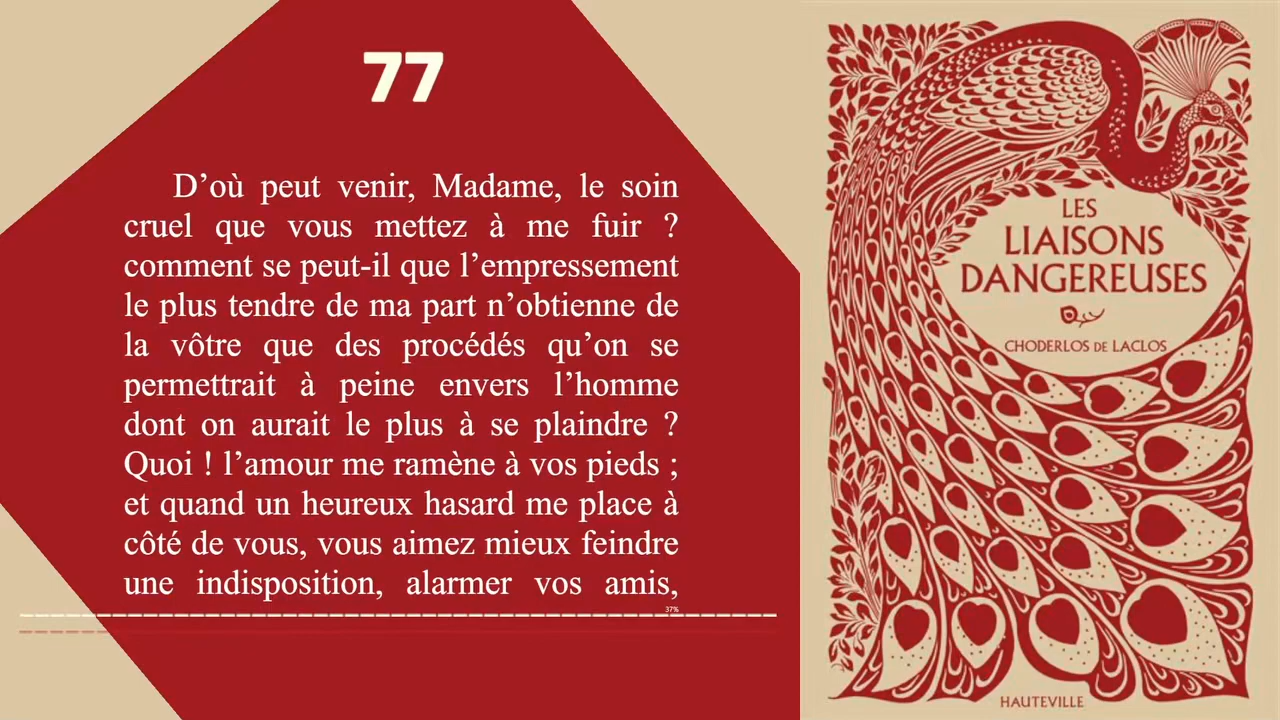 77
D’où peut venir, Madame, le soin
cruel que vous mettez à me fuir ?
comment se peut-il que l’empressement
le plus tendre de ma part n’obtienne de
la vôtre que des procédés qu’on se
permettrait à peine envers l’homme
dont on aurait le plus à se plaindre ?
Quoi ! l’amour me ramène à vos pieds ;
et quand un heureux hasard me place à
côté de vous, vous aimez mieux feindre
une indisposition, alarmer vos amis,
37%
LES
LIAISONS
DANGEREUSES
CHODERLOS DE LACLOS
HAUTEVILLE